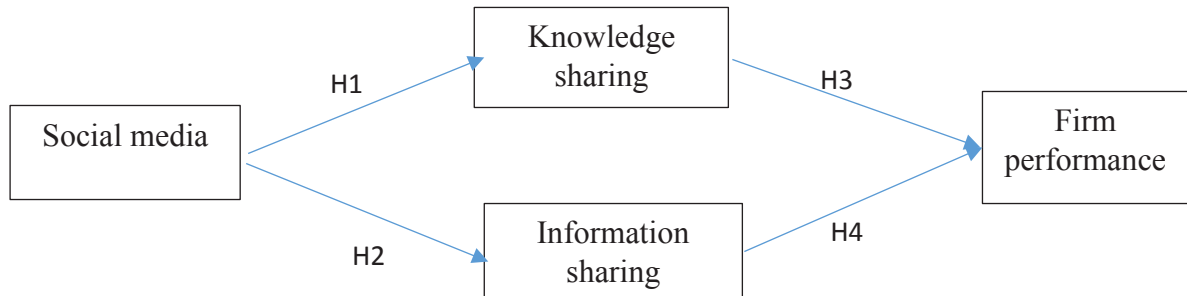 Knowledge
sharing
H1
H3
Social media
Firm
performance
H2
Information
sharing
H4